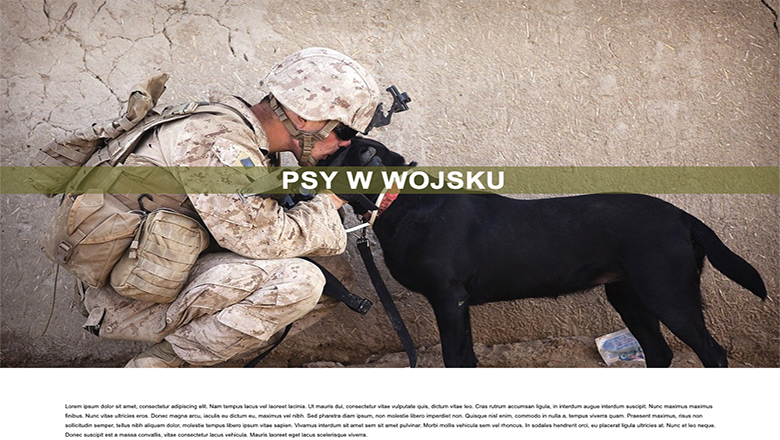 PSY W WOJSKU
Lorem ipsum dolor sit amet, consectetur adipiscing elit. Nam tempus lacus vel laoreet lacinia. Ut mauris dui, consectetur vitae vulputate quis, dictum vitae leo. Cras rutrum accumsan ligula, in interdum augue interdum suscipit. Nunc maximus maximus
finibus. Nunc vitae ultricies eros. Donec magna arcu, iaculis eu dictum eu, maximus vel nibh. Sed pharetra diam ipsum, non molestie libero imperdiet non. Quisque nisl enim, commodo in nulla a, tempus viverra quam. Praesent maximus, risus non
sollicitudin semper, tellus nibh aliquam dolor, molestie tempus libero ipsum vitae sapien. Vivamus interdum sit amet sem sit amet pulvinar. Morbi mollis vehicula sem vel rhoncus. In sodales hendrerit orci, eu placerat ligula ultricies at. Nunc et leo neque.
Donec suscipit est a massa convallis, vitae consectetur lacus vehicula. Mauris laoreet eget lacus scelerisque viverra.